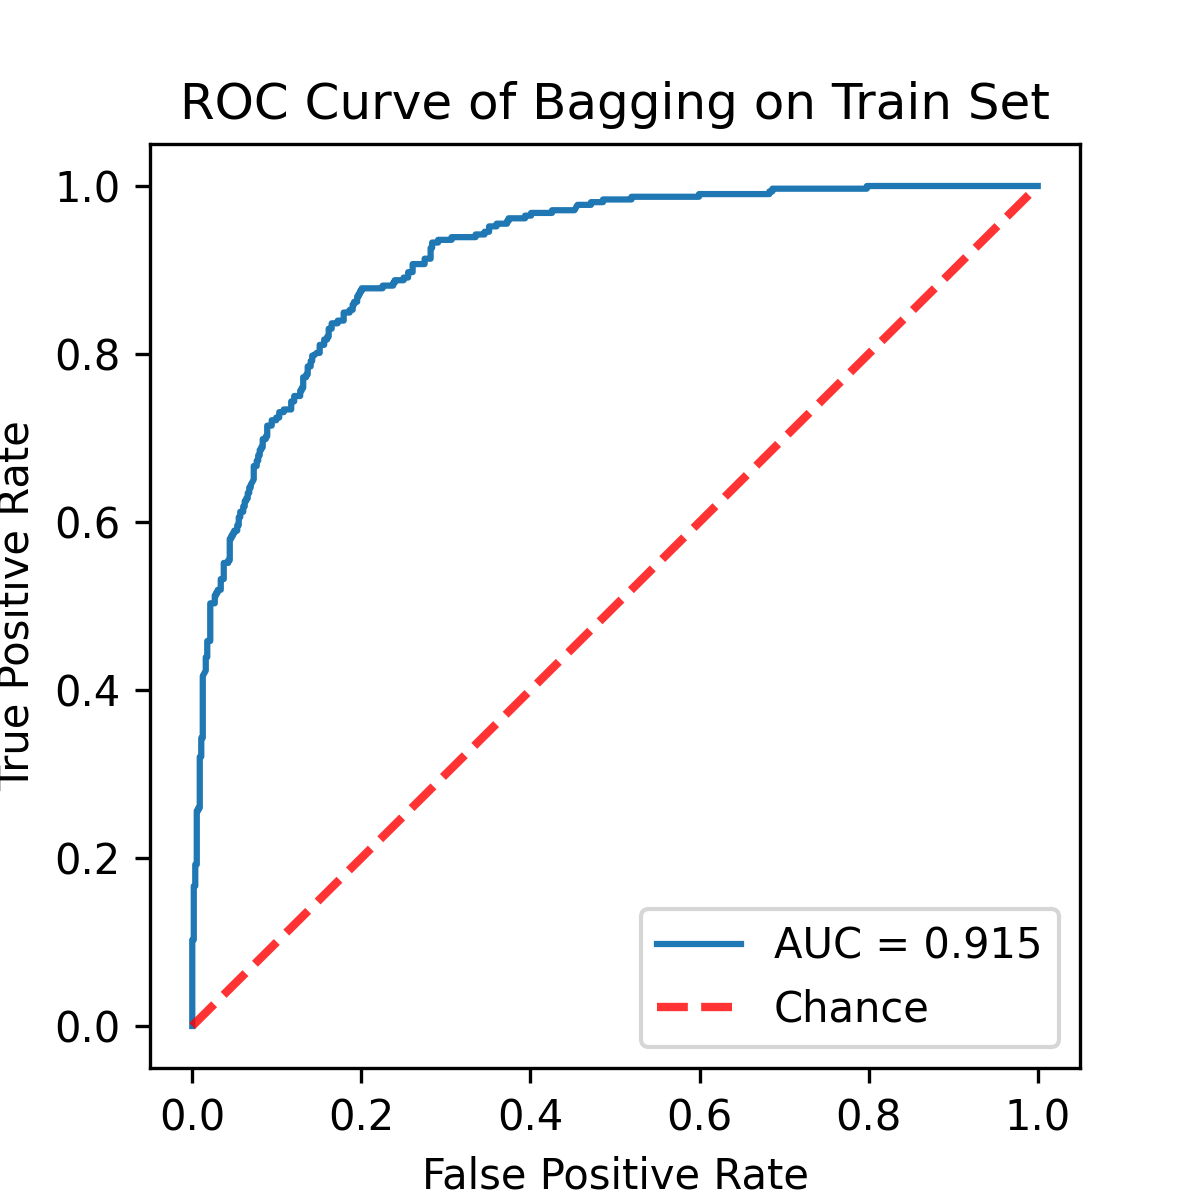 ROC Curve of Bagging on Train Set
1.0
0.8
0.6
0.4
0.2
0.0
True Positive Rate
AUC = 0.915
Chance
0.0 0.2 0.4 0.6 0.8 1.0
False Positive Rate